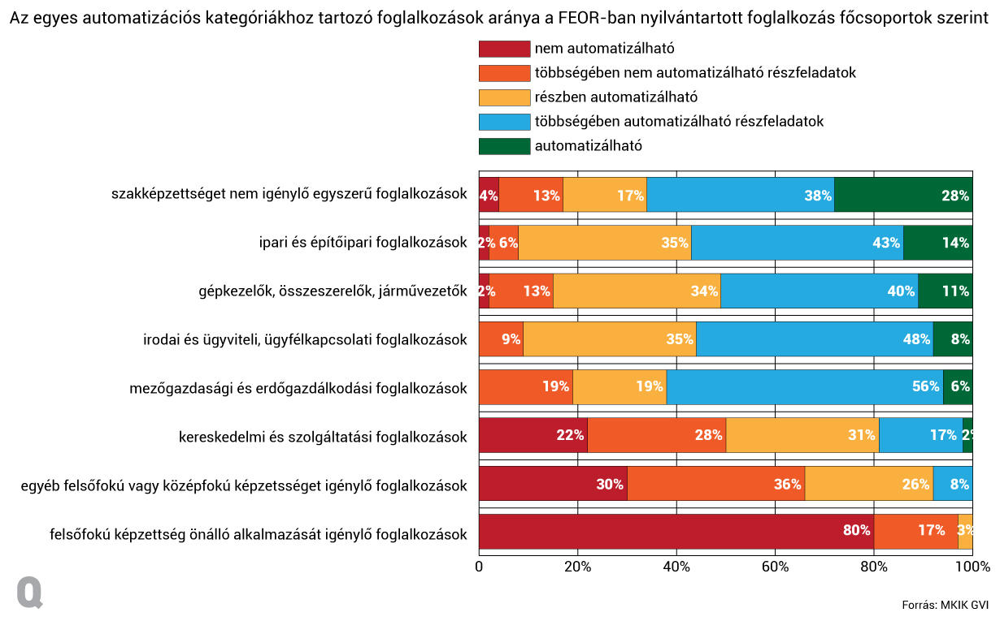 Az egyes automatizációs kategóriákhoz tartozó foglalkozások aránya a FEOR-ban nyilvántartott foglalkozás főcsoportok szerint
nem automatizálható
többségében nem automatizálható részfeladatok
részben automatizálható
többségében automatizálható részfeladatok
automatizálható
szakképzettséget nem igénylő egyszerű foglalkozások 4% 13% 17% 38% 28%
ipari és építőipari foglalkozások 2% 6% 35% 43% 14%
gépkezelők, összeszerelők, járművezetők 2% 13% 34% 40% 11%
irodai és ügyviteli, ügyfélkapcsolati foglalkozások 9% 35% 48% 8%
mezőgazdasági és erdőgazdálkodási foglalkozások 19% 19% 56% 6%
kereskedelmi és szolgáltatási foglalkozások 22% 28% 31% 17% 2%
egyéb felsőfokú vagy középfokú képzetsséget igénylő foglalkozások 30% 36% 26% 8%
felsőfokú képzettség önálló alkalmazását igénylő foglalkozások 80% 17% 3%
0 20% 40% 60% 80% 100%
Q
Forrás: MKIK GVI